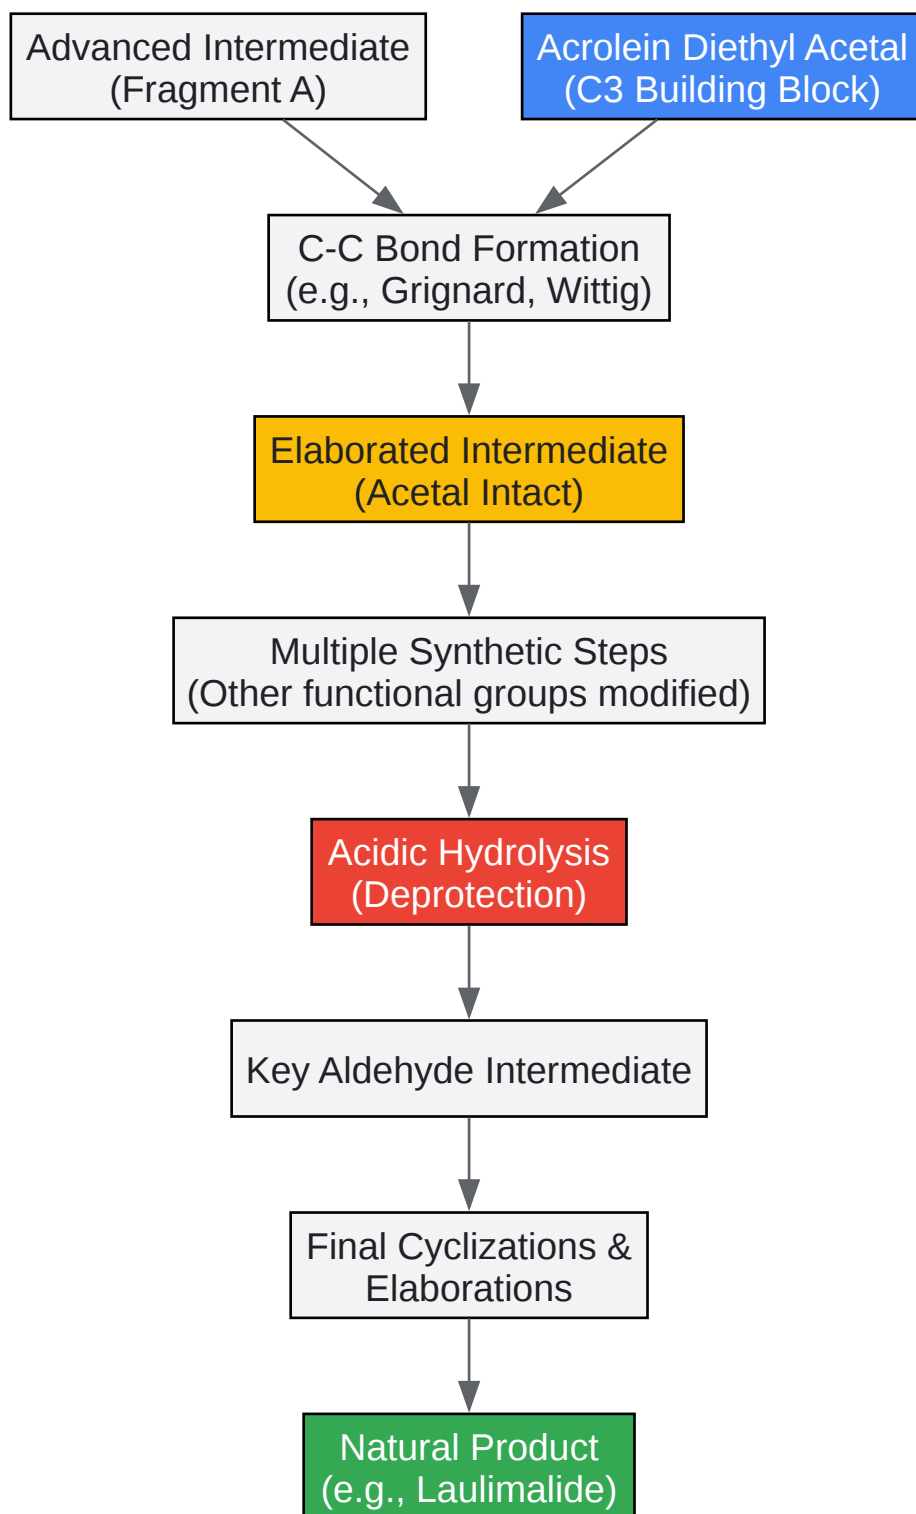 Advanced Intermediate
(Fragment A)
Acrolein Diethyl Acetal
(C3 Building Block)
C-C Bond Formation
(e.g., Grignard, Wittig)
Elaborated Intermediate
(Acetal Intact)
Multiple Synthetic Steps
(Other functional groups modified)
Acidic Hydrolysis
(Deprotection)
Key Aldehyde Intermediate
Final Cyclizations &
Elaborations
Natural Product
(e.g., Laulimalide)